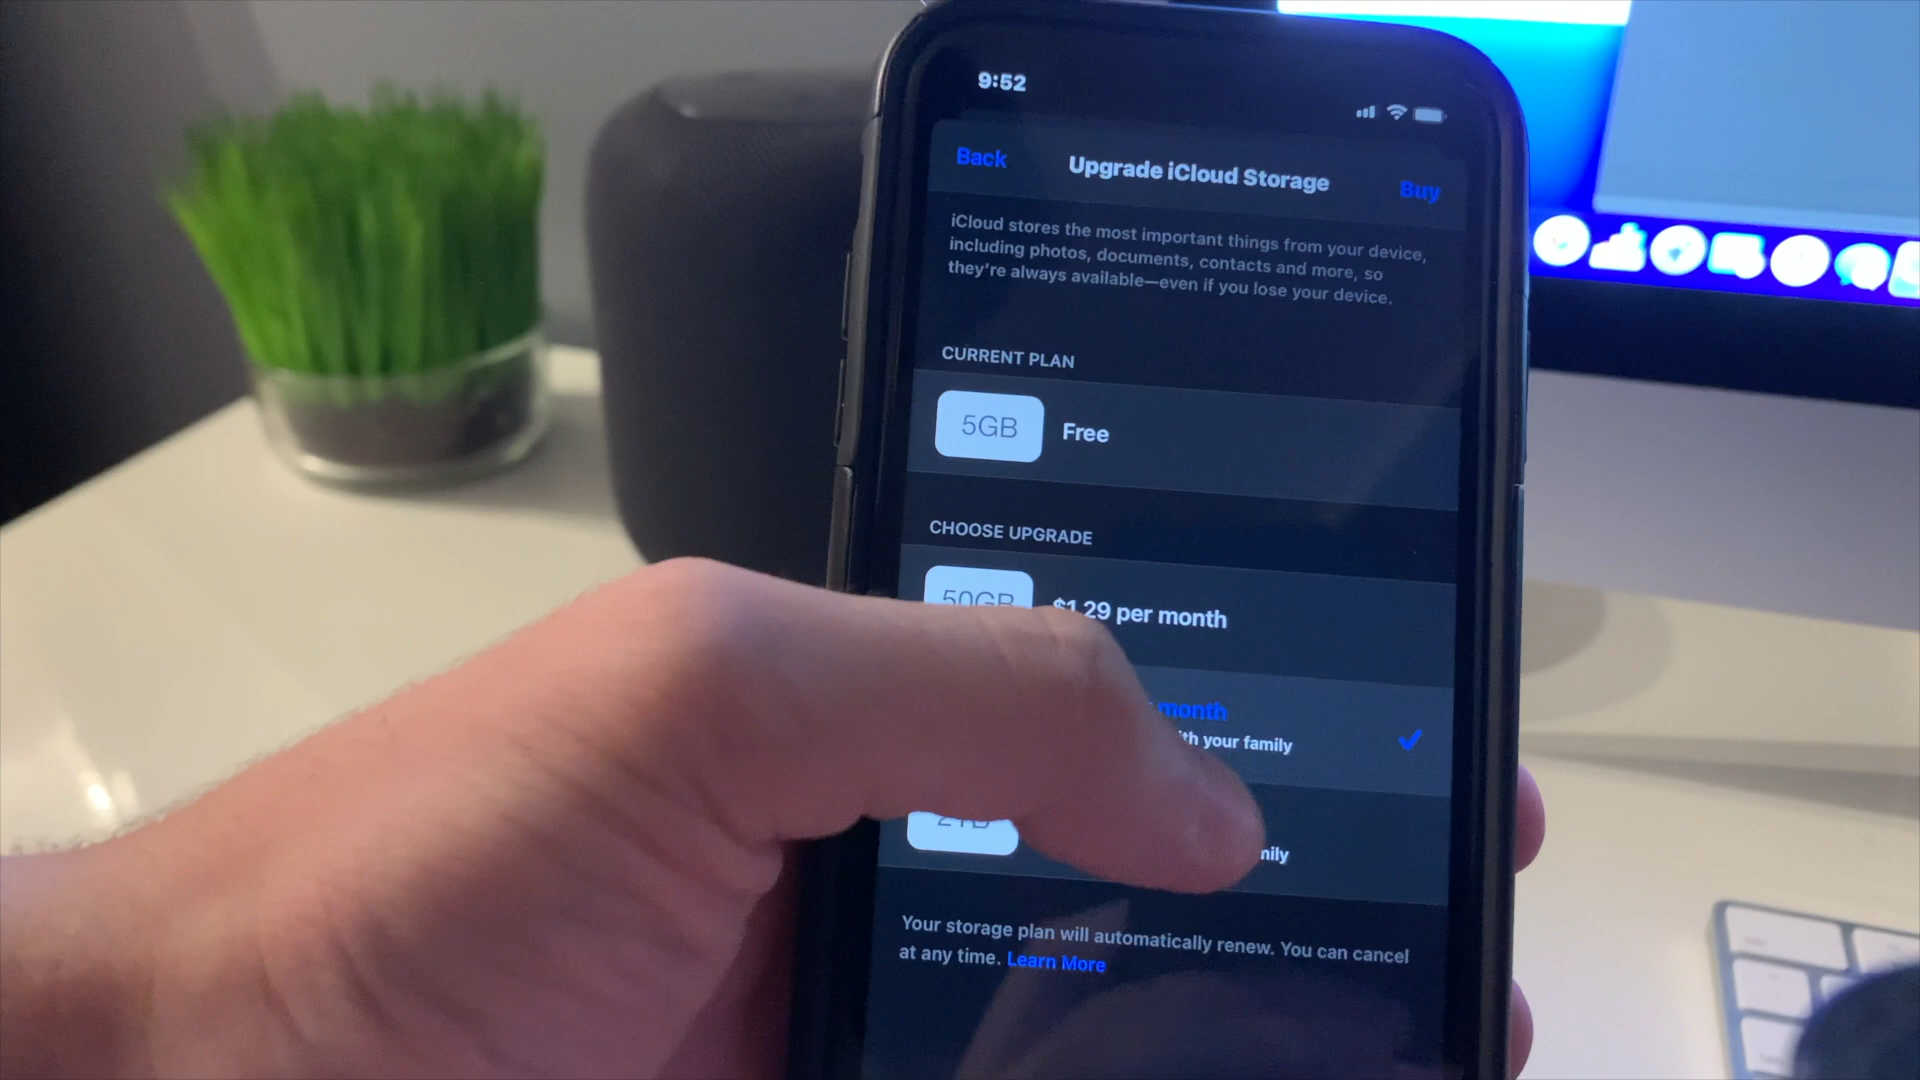 9:52
Back
Upgrade iCloud Storage
Buy
iCloud stores the most important things from your device,
including photos, documents, contacts and more, so
they're always available—even if you lose your device.
CURRENT PLAN
5GB
Free
CHOOSE UPGRADE
50GB
$1.29 per month
month
with your family
2TB
Your storage plan will automatically renew. You can cancel
at any time. Learn More